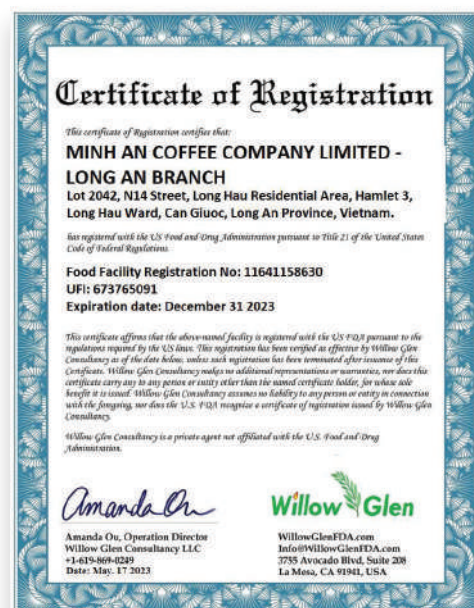 Certificate of Registration
This certificate of Registration certifies that:
MINH AN COFFEE COMPANY LIMITED -
LONG AN BRANCH
Lot 2042, N14 Street, Long Hau Residential Area, Hamlet 3,
Long Hau Ward, Can Giuoc, Long An Province, Vietnam.
has registered with the US Food and Drug Administration pursuant to Title 21 of the United States
Code of Federal Regulations.
Food Facility Registration No: 11641158630
UFI: 673765091
Expiration date: December 31 2023
This certificate affirms that the above-named facility is registered with the US FDA pursuant to the
regulations required by the US laws. This registration has been verified as effective by Willow Glen
Consultancy as of the date below, unless such registration has been terminated after issuance of this
Certificate. Willow Glen Consultancy makes no additional representations or warranties, nor does this
certificate carry any to any person or entity other than the named certificate holder, for whose sole
benefit it is issued. Willow Glen Consultancy assumes no liability to any person or entity in connection
with the foregoing, nor does the U.S. FDA recognize a certificate of registration issued by Willow Glen
Consultancy.
Willow Glen Consultancy is a private agent not affiliated with the U.S. Food and Drug
Administration.
Amanda Ou
Willow Glen
Amanda Ou, Operation Director
Willow Glen Consultancy LLC
+1-619-869-0249
Date: May. 17 2023
WillowGlenFDA.com
Info@WillowGlenFDA.com
3755 Avocado Blvd, Suite 208
La Mesa, CA 91941, USA